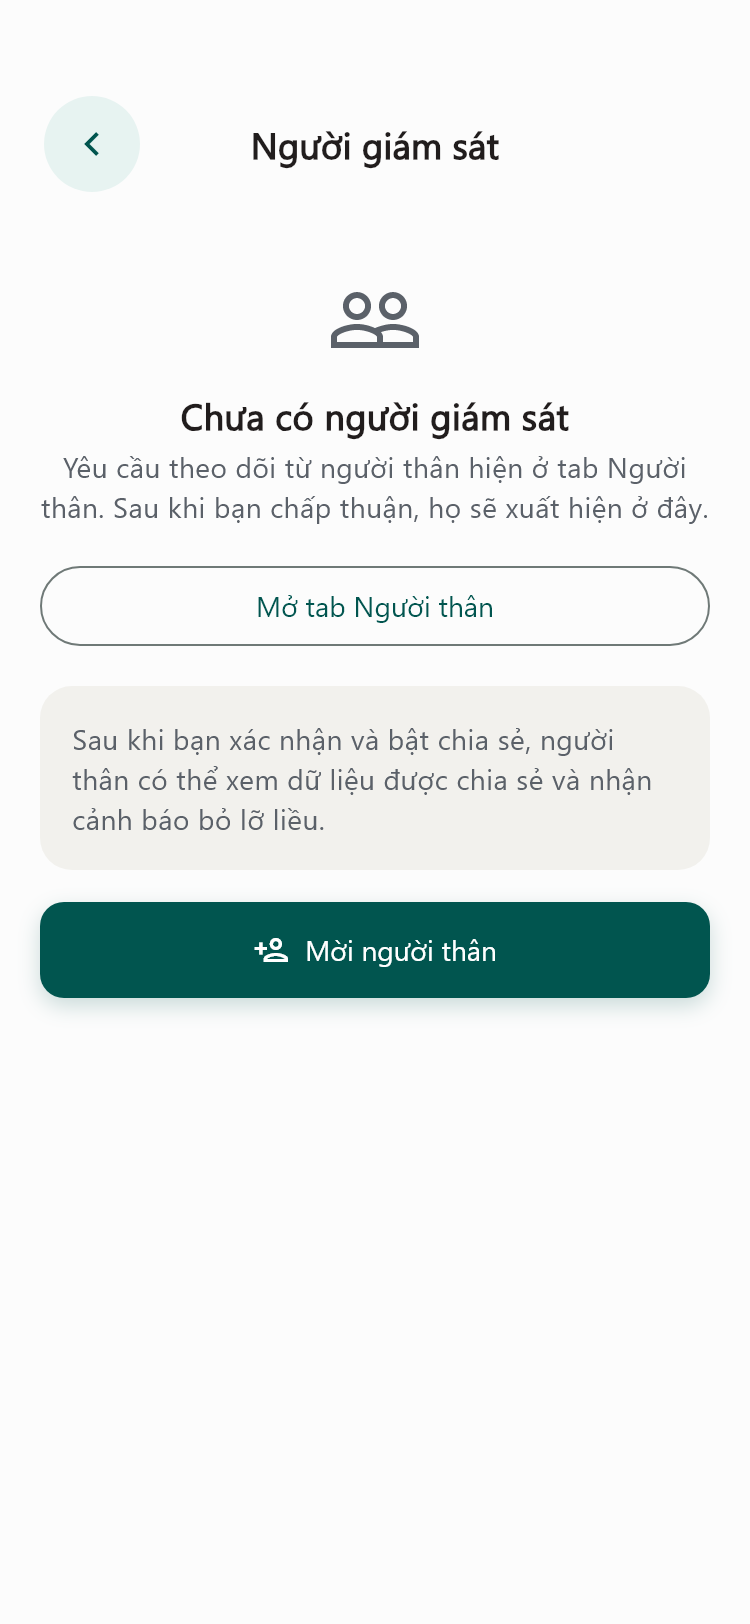 Người giám sát
Chưa có người giám sát
Yêu cầu theo dõi từ người thân hiện ở tab Người
thân. Sau khi bạn chấp thuận, họ sẽ xuất hiện ở đây.
Mở tab Người thân
Sau khi bạn xác nhận và bật chia sẻ, người
thân có thể xem dữ liệu được chia sẻ và nhận
cảnh báo bỏ lỡ liều.
Mời người thân